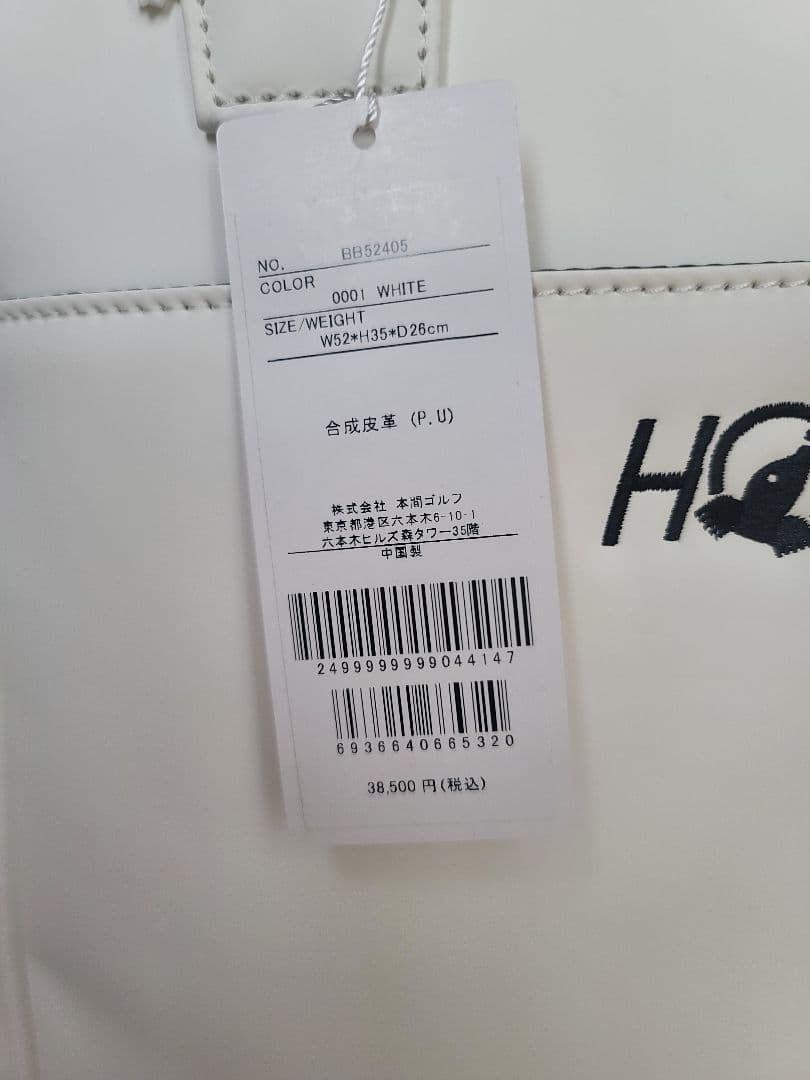 NO. BB52405
COLOR
0001 WHITE
SIZE/WEIGHT
W52*H35*D26cm
合成皮革 (P.U)
株式会社 本間ゴルフ
東京都港区六本木6-10-1
六本木ヒルズ森タワー35階
中国製
2499999999044147
6936640665320
38,500 円(税込)
HO